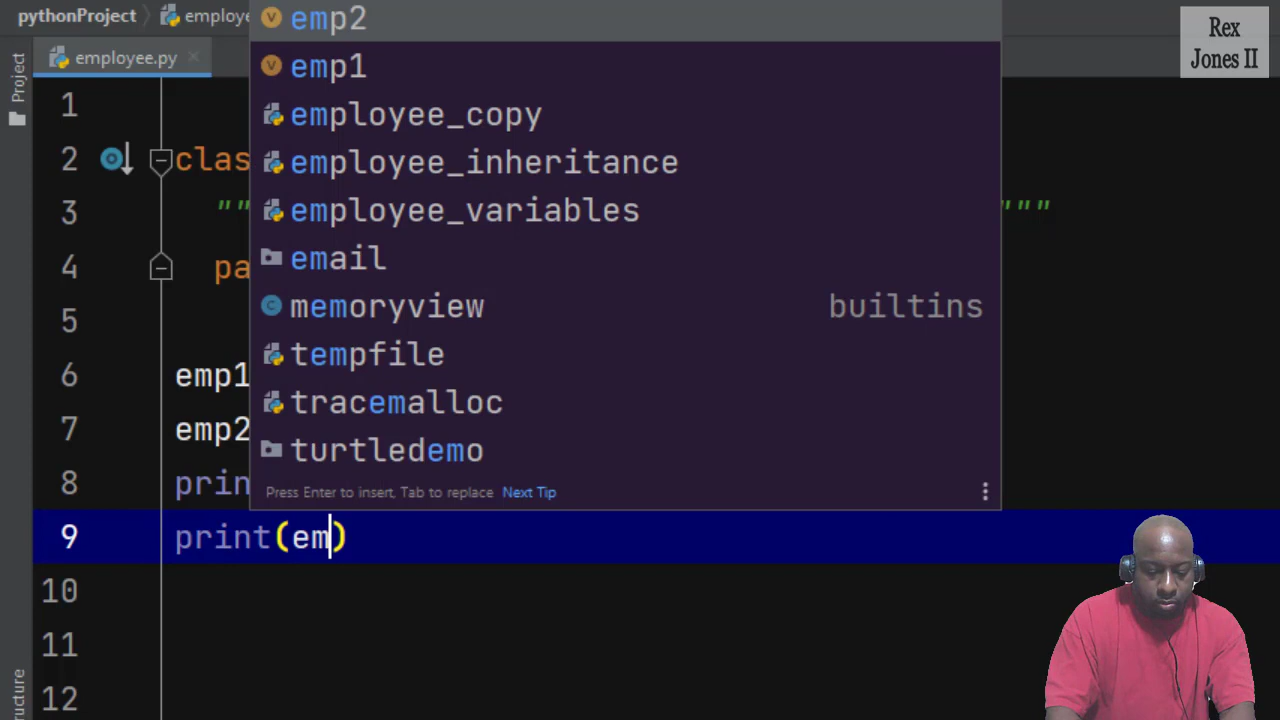 pythonProject
employe
emp2
Rex
Jones II
Project
employee.py
emp1
1
employee_copy
2
clas
employee_inheritance
3
""
employee_variables
"""
4
pa
email
5
memoryview
builtins
tempfile
6
emp1
tracemalloc
7
emp2
turtledemo
8
prin
Press Enter to insert, Tab to replace Next Tip
9
print(em)
10
11
12
ucture